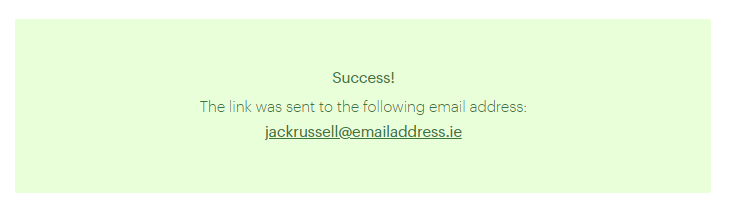 Success!
The link was sent to the following email address:
jackrussell@emailaddress.ie